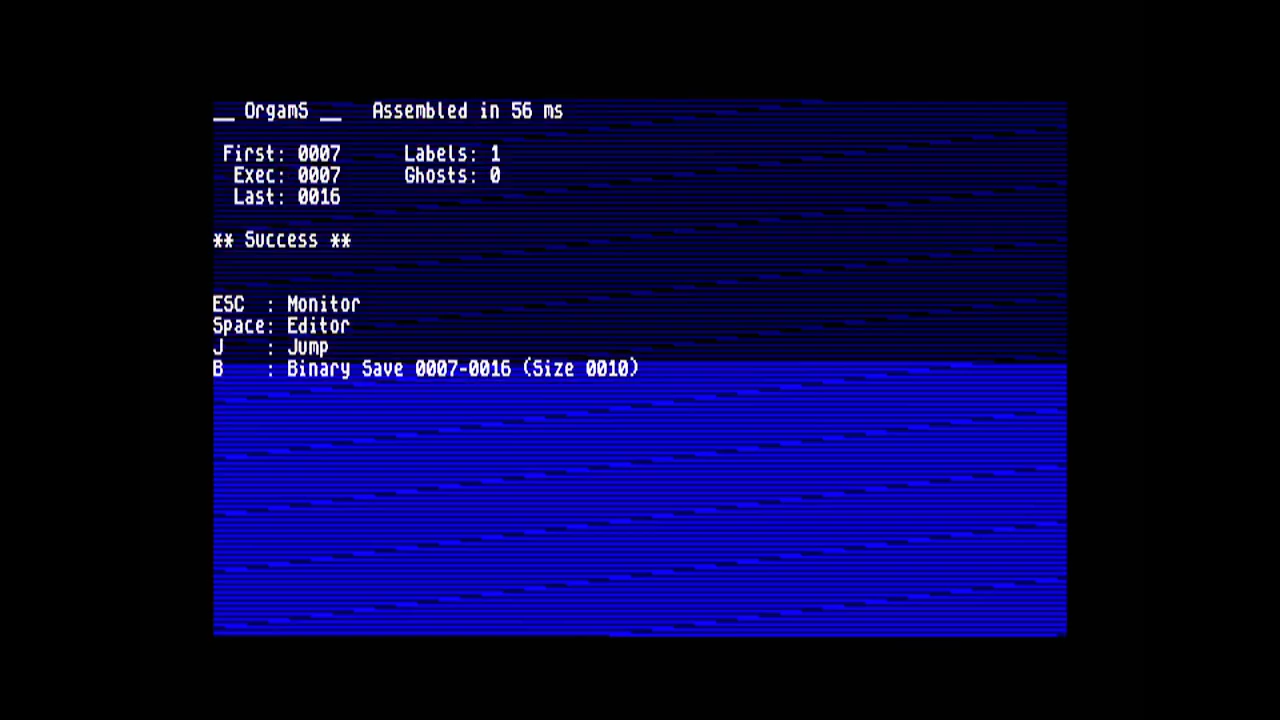 __ OrgamS __   Assembled in 56 ms
First: 0007      Labels: 1
Exec: 0007      Ghosts: 0
Last: 0016
** Success **
ESC  : Monitor
Space: Editor
J    : Jump
B    : Binary Save 0007-0016 (Size 0010)